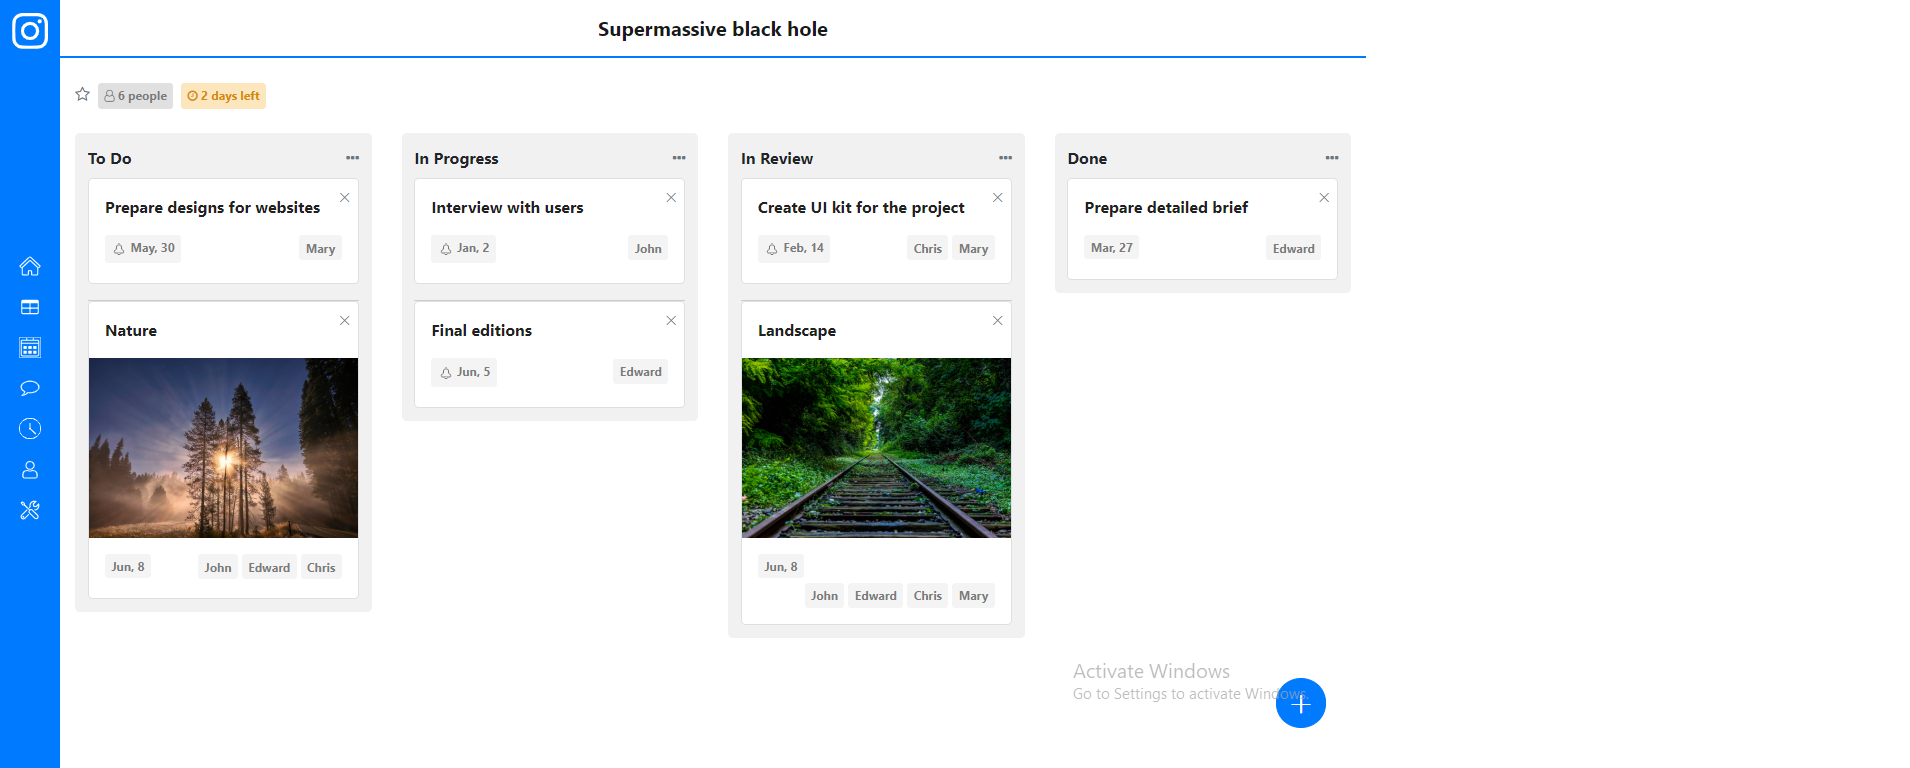 Supermassive black hole
6 people
2 days left
To Do
Prepare designs for websites
May, 30
Mary
Nature
Jun, 8
John Edward Chris
In Progress
Interview with users
Jan, 2
John
Final editions
Jun, 5
Edward
In Review
Create UI kit for the project
Feb, 14
Chris Mary
Landscape
Jun, 8
John Edward Chris Mary
Done
Prepare detailed brief
Mar, 27
Edward
Activate Windows
Go to Settings to activate Windows.